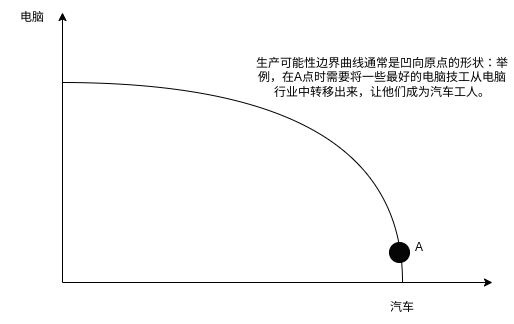 电脑
生产可能性边界曲线通常是凹向原点的形状：举
例，在A点时需要将一些最好的电脑技工从电脑
行业中转移出来，让他们成为汽车工人。
A
汽车